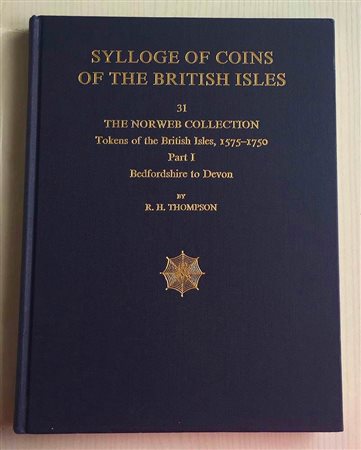 SYLLOGE OF COINS
OF THE BRITISH ISLES
31
THE NORWEB COLLECTION
Tokens of the British Isles, 1575–1750
Part I
Bedfordshire to Devon
BY
R. H. THOMPSON